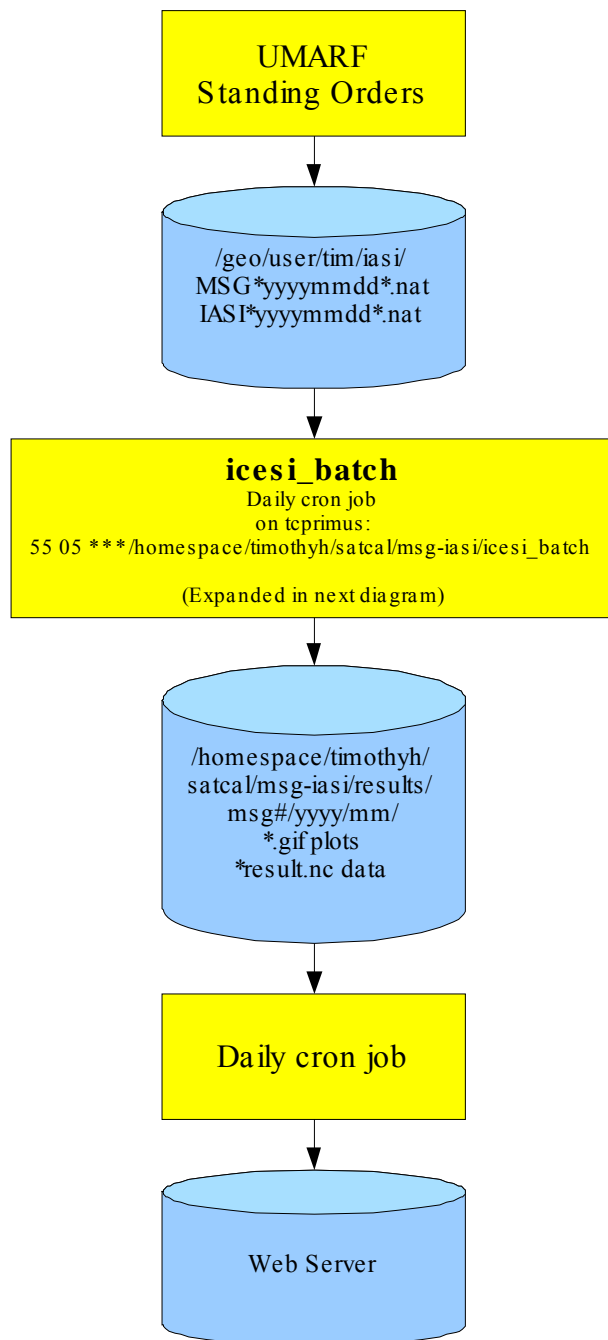 UMARF
Standing Orders
/geo/user/tim/iasi/
MSG*yyyymmdd*.nat
IASI*yyyymmdd*.nat
icesi_batch
Daily cron job
on tcprimus:
55 05 * * * /homespace/timothyh/satcal/msg-iasi/icesi_batch
(Expanded in next diagram)
/homespace/timothyh/
satcal/msg-iasi/results/
msg#/yyyy/mm/
*.gif plots
*result.nc data
Daily cron job
Web Server